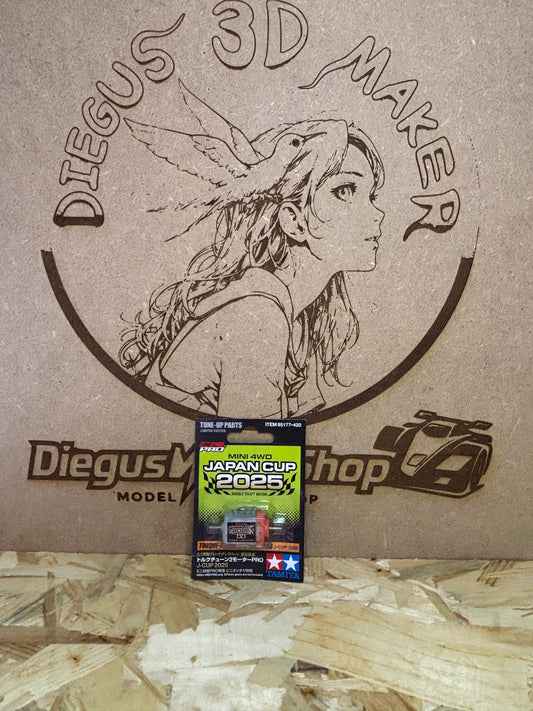 DIEGUS 3D MAKER
Diegus
Shop
MODEL
TUNE-UP PARTS
LIMITED EDITION
ITEM 95177-420
PRO
MINI 4WD
JAPAN CUP
2025
DOUBLE SHAFT MOTOR
J-CUP 2025
トルクチューン2モーターPRO
J-CUP 2025
TAMIYA